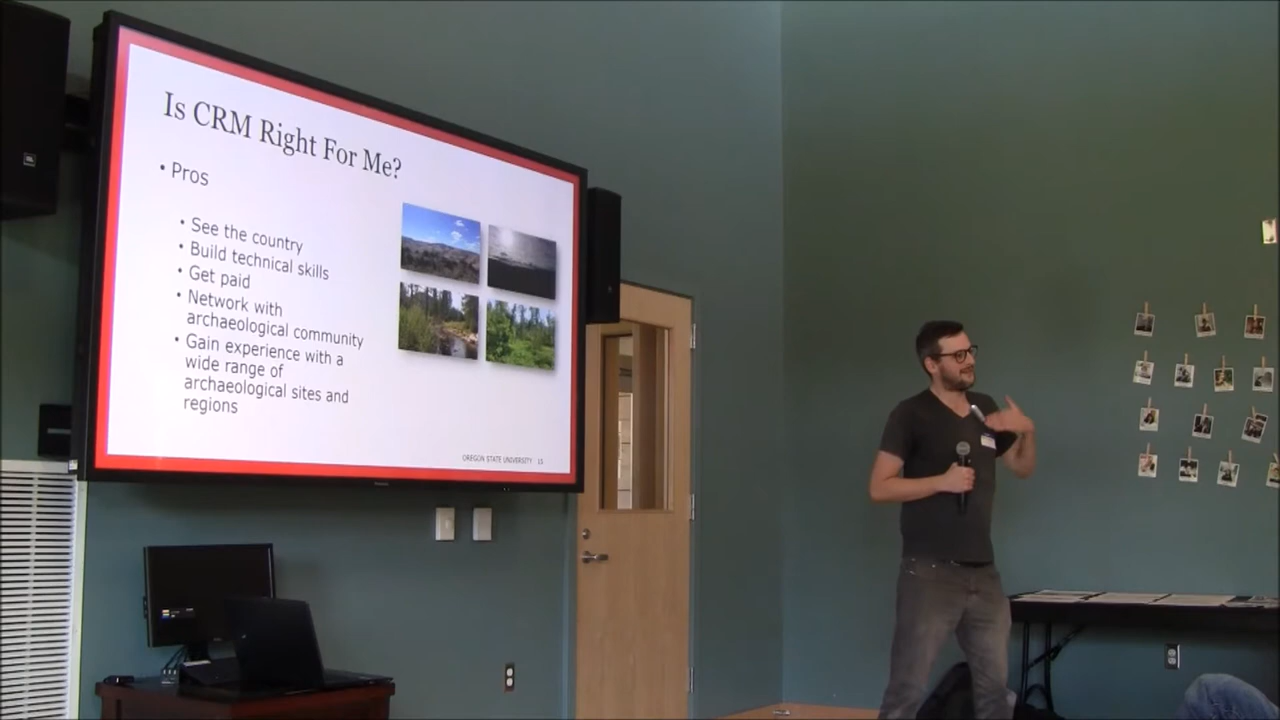 Is CRM Right For Me?
• Pros
• See the country
• Build technical skills
• Get paid
• Network with
archaeological community
• Gain experience with a
wide range of
archaeological sites and
regions
OREGON STATE UNIVERSITY
JBL